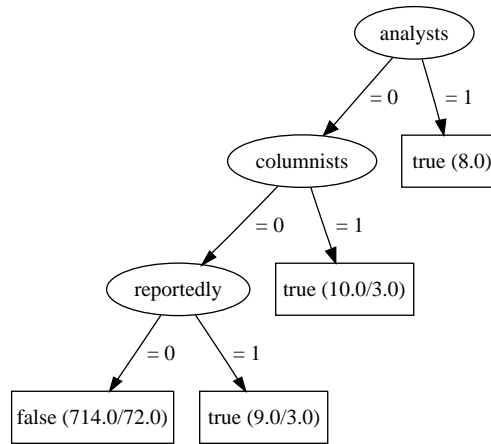 analysts
= 0
= 1
columnists
true (8.0)
= 0
= 1
reportedly
true (10.0/3.0)
= 0
= 1
false (714.0/72.0)
true (9.0/3.0)